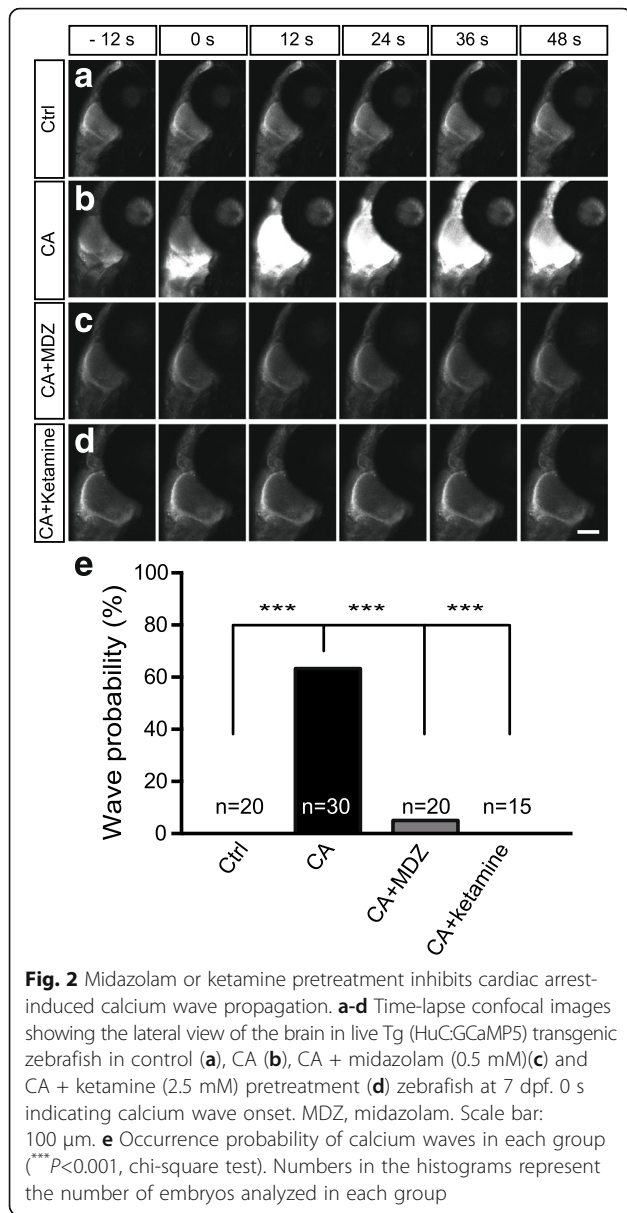 - 12 s 0 s 12 s 24 s 36 s 48 s
Ctrl a
CA b
CA+MDZ c
CA+Ketamine d
e
Wave probability (%)
100
80
60
40
20
0
*** *** ***
n=20 n=30 n=20 n=15
Ctrl CA CA+MDZ CA+ketamine
Fig. 2 Midazolam or ketamine pretreatment inhibits cardiac arrest-
induced calcium wave propagation. a-d Time-lapse confocal images
showing the lateral view of the brain in live Tg (HuC:GCaMP5) transgenic
zebrafish in control (a), CA (b), CA + midazolam (0.5 mM)(c) and
CA + ketamine (2.5 mM) pretreatment (d) zebrafish at 7 dpf. 0 s
indicating calcium wave onset. MDZ, midazolam. Scale bar:
100 μm. e Occurrence probability of calcium waves in each group
(***P<0.001, chi-square test). Numbers in the histograms represent
the number of embryos analyzed in each group